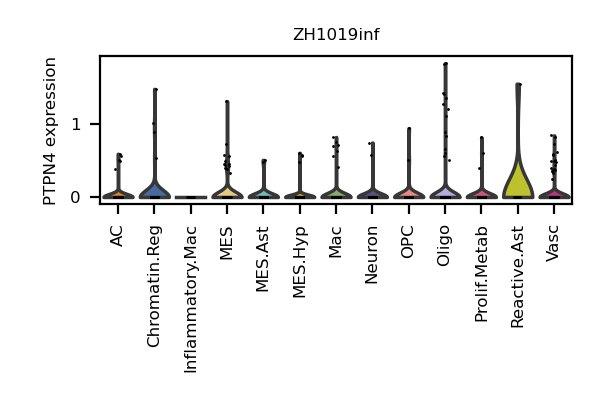 ZH1019inf
PTPN4 expression
1
0
AC
Chromatin.Reg
Inflammatory.Mac
MES
MES.Ast
MES.Hyp
Mac
Neuron
OPC
Oligo
Prolif.Metab
Reactive.Ast
Vasc